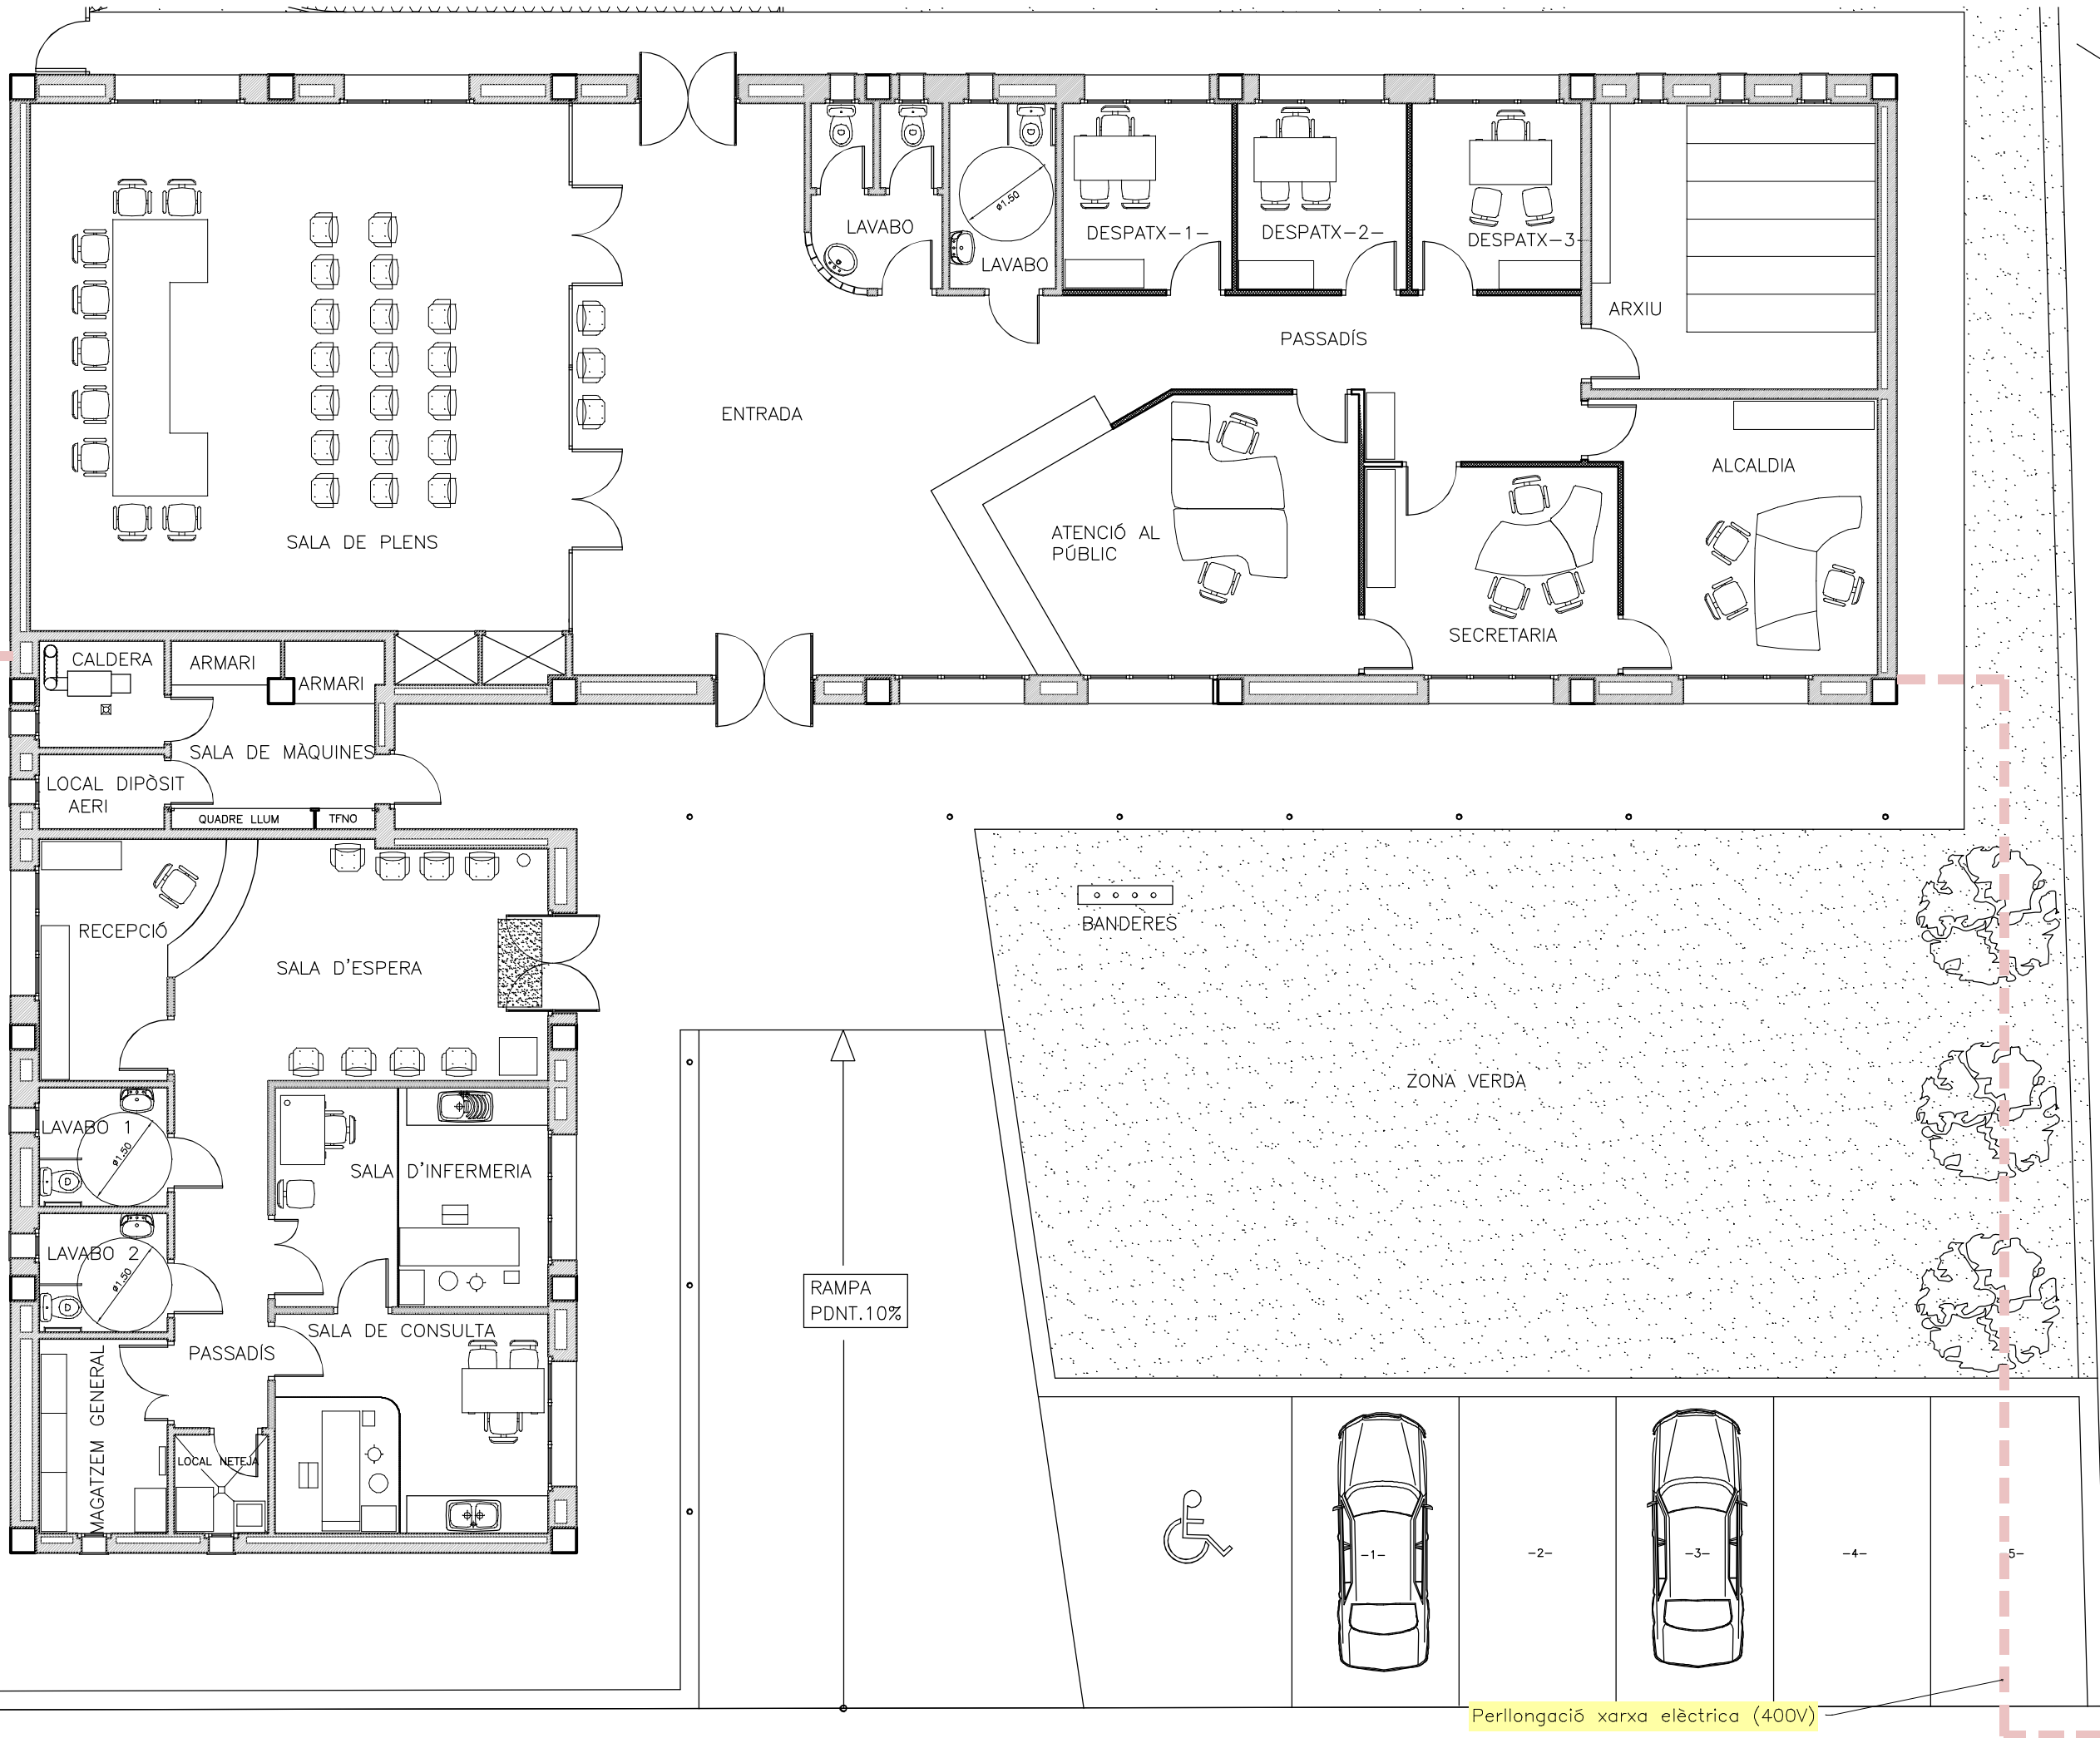 LAVABO
ø1.50
LAVABO
DESPATX-1-
DESPATX-2-
DESPATX-3-
ARXIU
PASSADÍS
ENTRADA
SALA DE PLENS
ATENCIÓ AL
PÚBLIC
SECRETARIA
ALCALDIA
CALDERA
ARMARI
ARMARI
SALA DE MÀQUINES
LOCAL DIPÒSIT
AERI
QUADRE LLUM
TFNO
RECEPCIÓ
SALA D'ESPERA
BANDERES
ZONA VERDA
LAVABO 1
ø1.50
SALA D'INFERMERIA
LAVABO 2
ø1.50
RAMPA
PDNT.10%
SALA DE CONSULTA
PASSADÍS
MAGATZEM GENERAL
LOCAL NETEJA
-1-
-2-
-3-
-4-
5-
Perllongació xarxa elèctrica (400V)